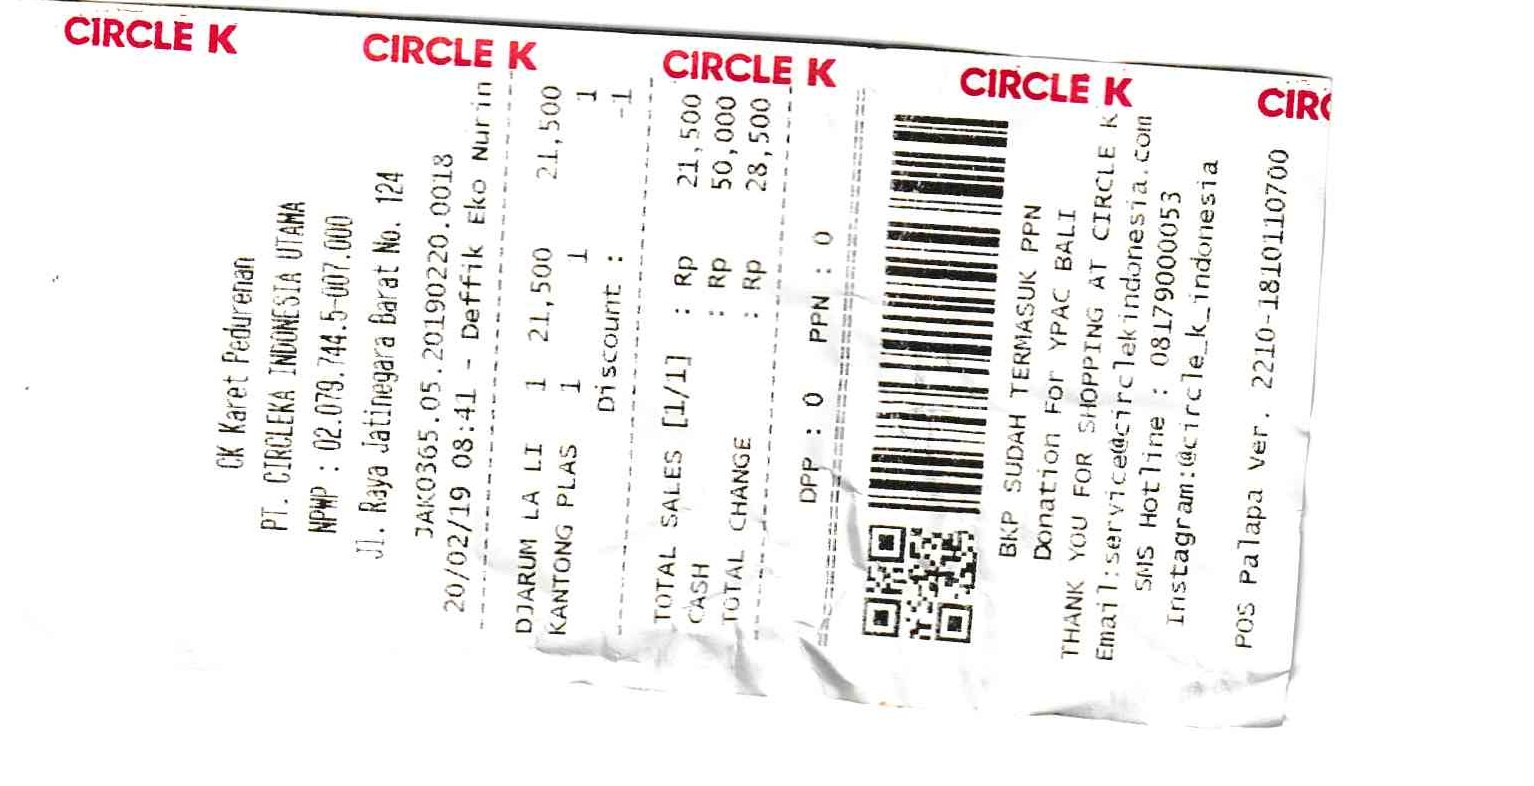 CIRCLE K
CIRCLE K
CIRCLE K
CIRCLE K
CIRC
CK Karet Pedurenan
PT. CIRCLEKA INDONESIA UTAMA
NPWP : 02.079.744.5-007.000
Jl. Raya Jatinegara Barat No. 124
JAK0365.05.20190220.0018
20/02/19 08:41 - Deffik Eko Nurin
DJARUM LA LI 1 21,500 21,500
KANTONG PLAS 1 1 1
Discount : -1
TOTAL SALES [1/1] : Rp 21,500
CASH : Rp 50,000
TOTAL CHANGE : Rp 28,500
DPP : 0 PPN : 0
BKP SUDAH TERMASUK PPN
Donation For YPAC BALI
THANK YOU FOR SHOPPING AT CIRCLE K
Email:service@circlekindonesia.com
SMS Hotline : 08179000053
Instagram:@circle_k_indonesia
POS Palapa Ver. 2210-18101110700